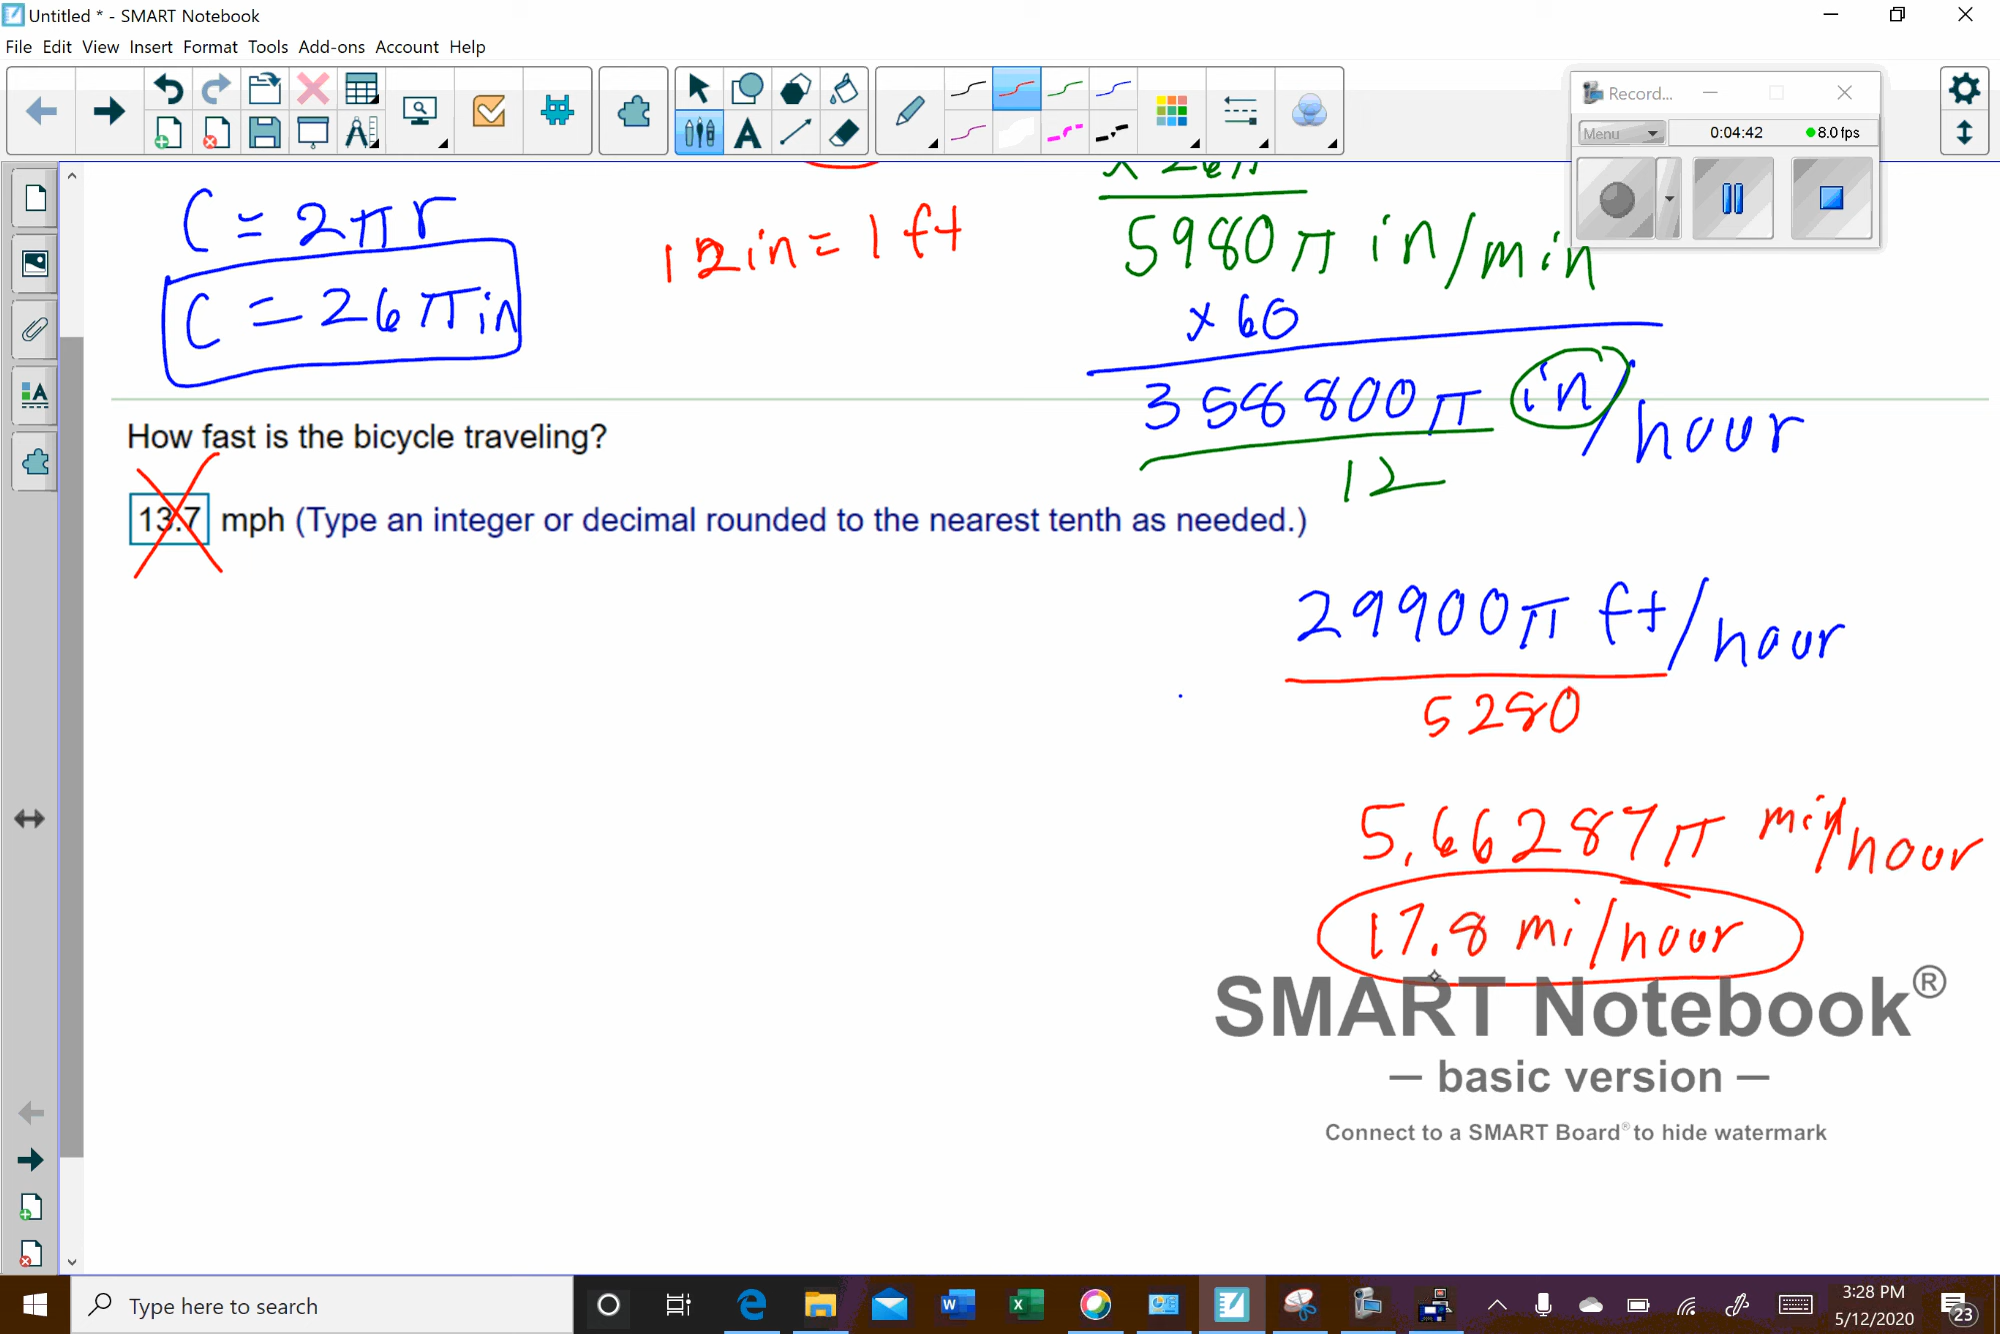 Untitled * - SMART Notebook
File Edit View Insert Format Tools Add-ons Account Help
Record...
Menu 0:04:42 8.0 fps
x 26π
C = 2πr
12in = 1 ft
5980π in/min
C = 26πin
x 60
358800π in/hour
12
How fast is the bicycle traveling?
13.7 mph (Type an integer or decimal rounded to the nearest tenth as needed.)
29900π ft/hour
5280
5.66287π mi/hour
17.8 mi/hour
SMART Notebook®
— basic version —
Connect to a SMART Board® to hide watermark
Type here to search
3:28 PM
5/12/2020
23